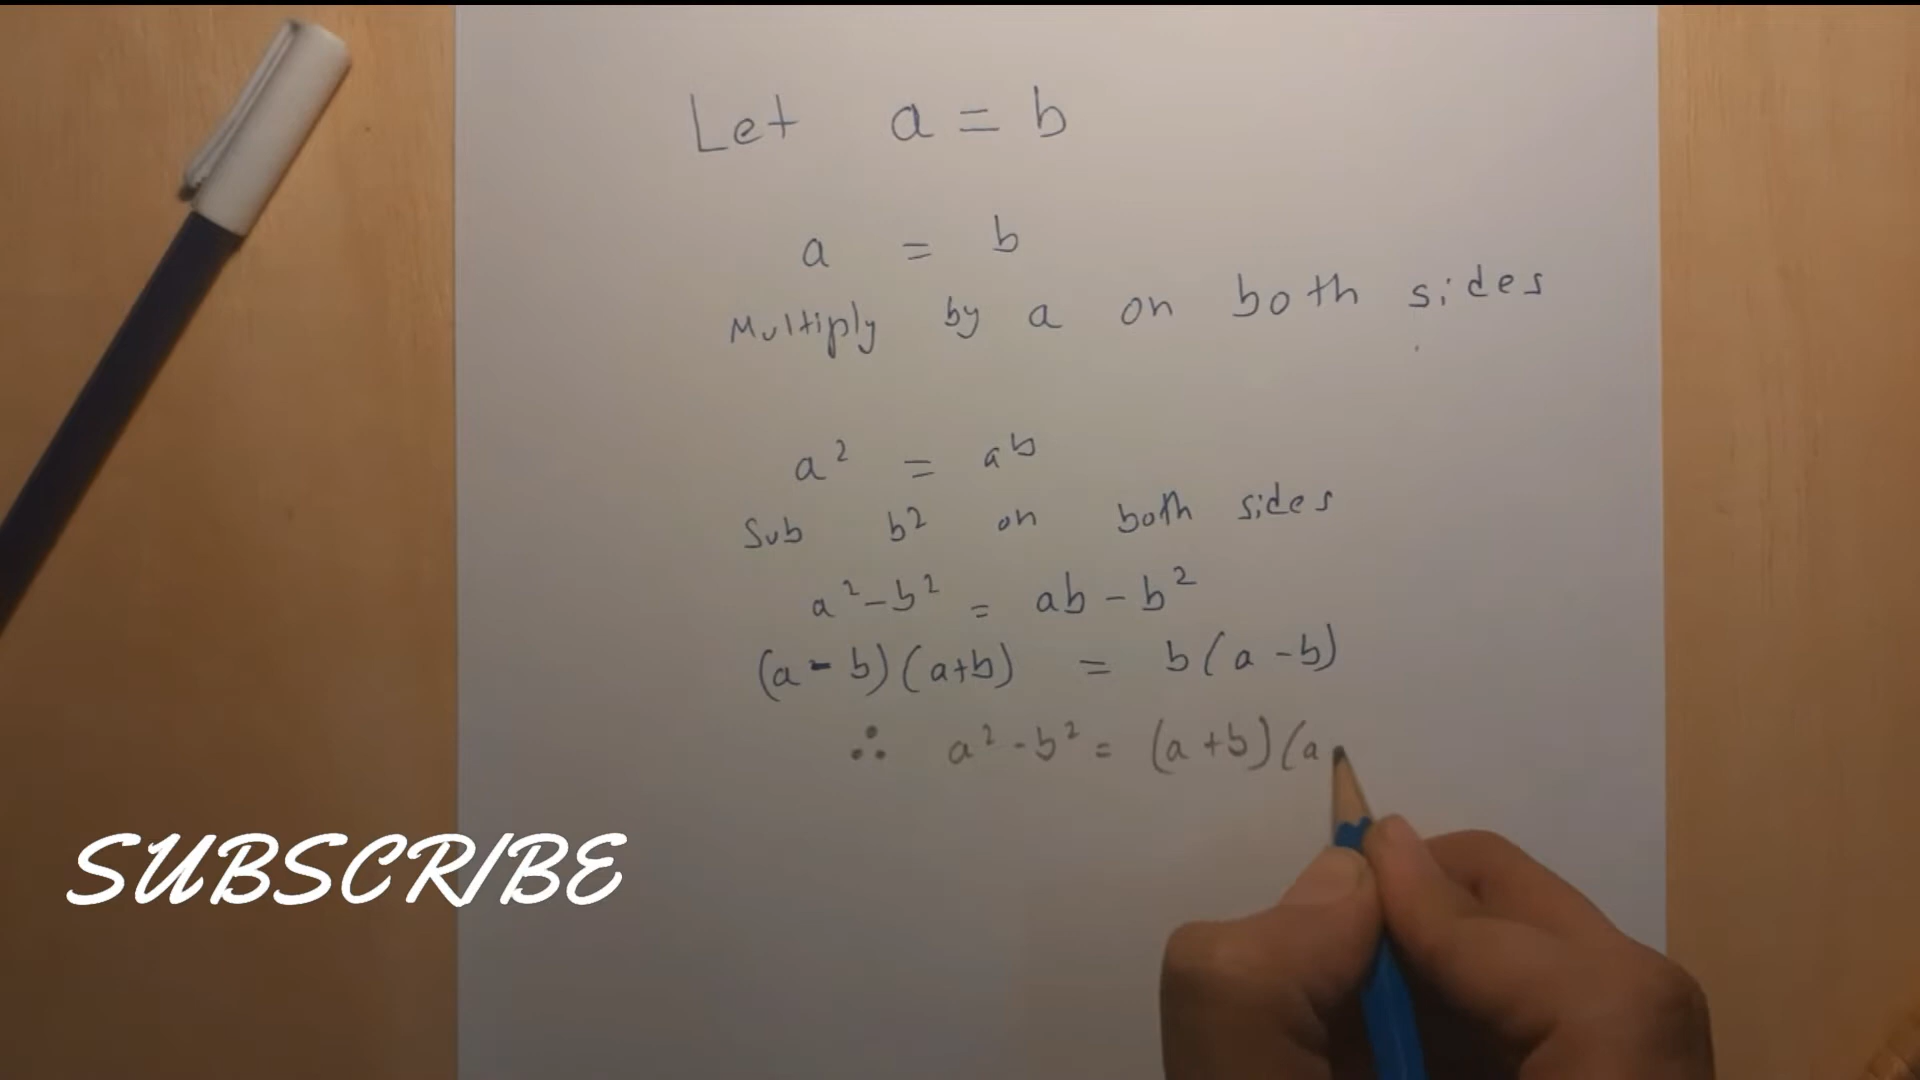 Let a = b
a = b
Multiply by a on both sides
a² = ab
Sub b² on both sides
a²-b² = ab - b²
(a - b)(a+b) = b(a-b)
∴ a²-b² = (a+b)(a
SUBSCRIBE